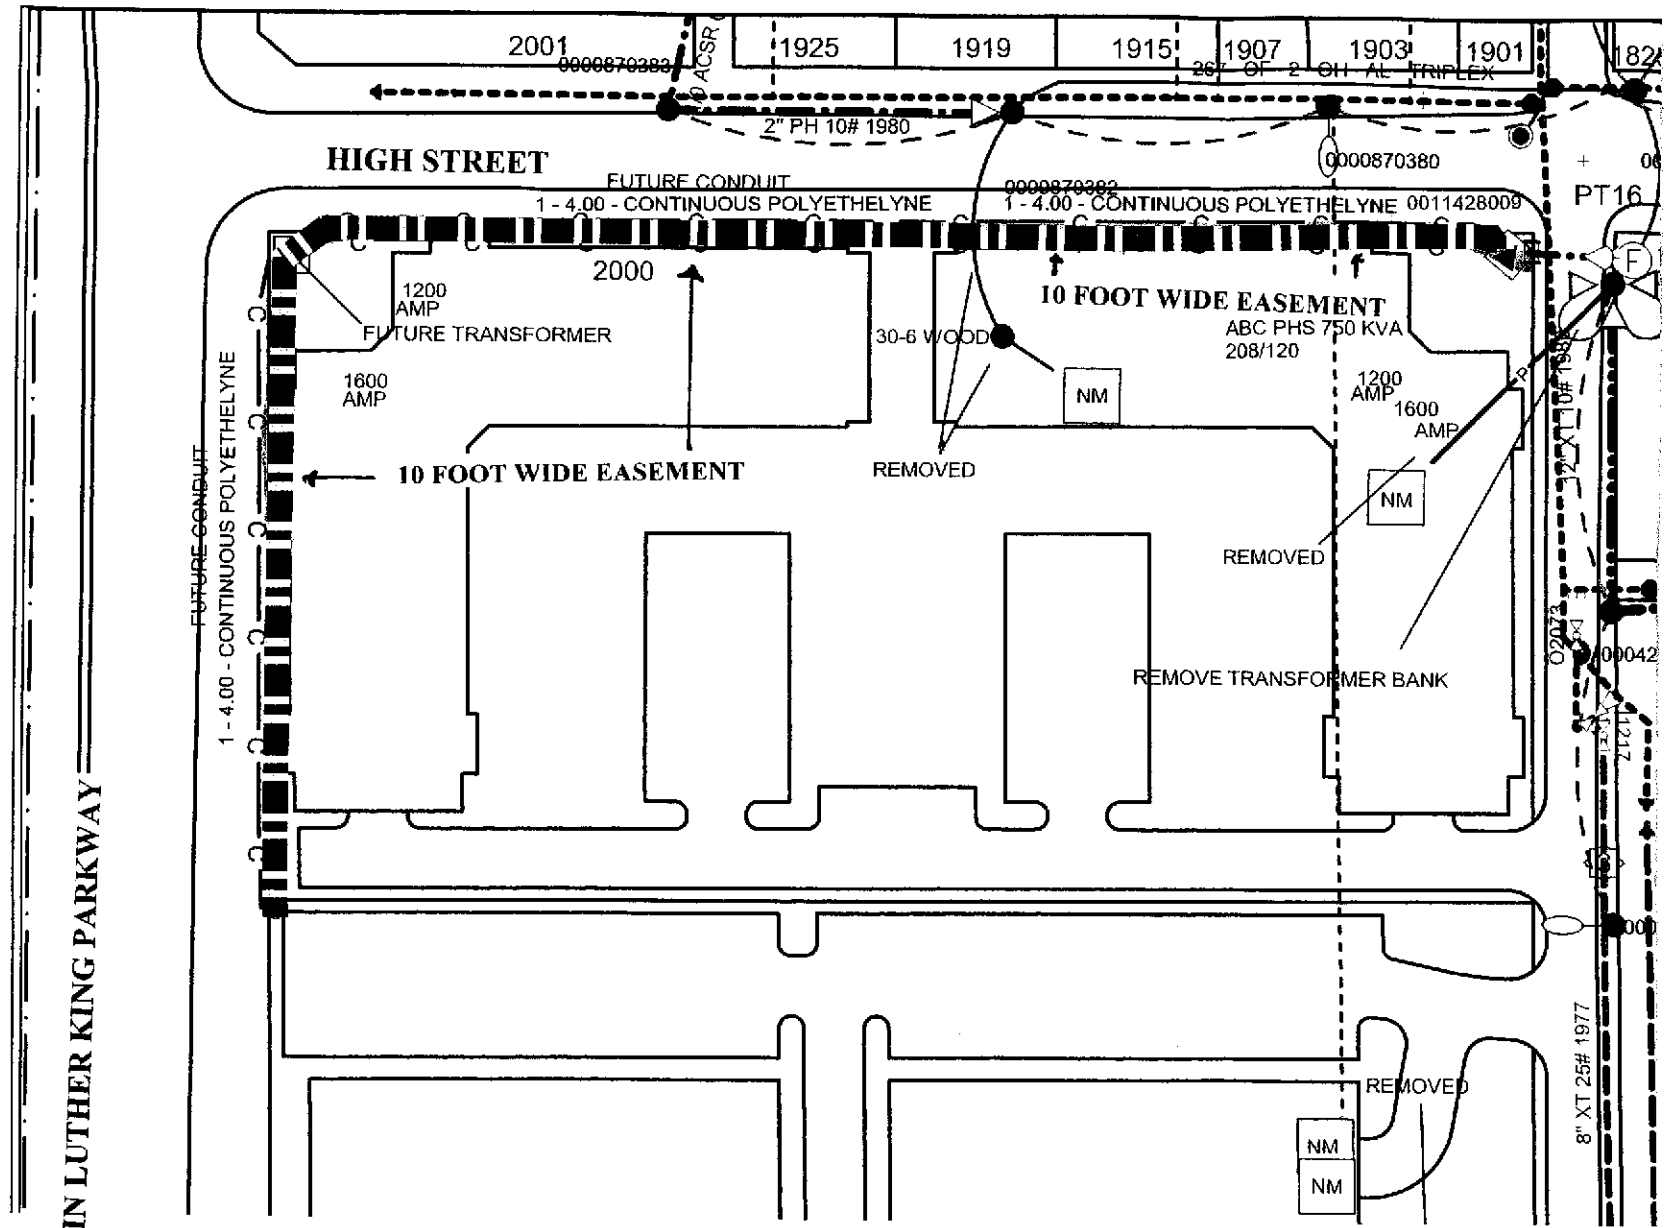 2001
1925
1919
1915
1907
1903
1901
0000870383
ACSR
267 OF 2 OH AL TRIPLEX
2" PH 10# 1980
HIGH STREET
0000870380
PT16
FUTURE CONDUIT
1 - 4.00 - CONTINUOUS POLYETHELYNE
0000870382
1 - 4.00 - CONTINUOUS POLYETHELYNE
0011428009
F
2000
10 FOOT WIDE EASEMENT
1200
AMP
FUTURE TRANSFORMER
30-6 WOOD
ABC PHS 750 KVA
208/120
1600
AMP
NM
1200
AMP
1600
AMP
P
10 FOOT WIDE EASEMENT
REMOVED
NM
REMOVED
FUTURE CONDUIT
1 - 4.00 - CONTINUOUS POLYETHELYNE
REMOVE TRANSFORMER BANK
O2073
00042
1217
IN LUTHER KING PARKWAY
8" XT 25# 1977
REMOVED
NM
NM